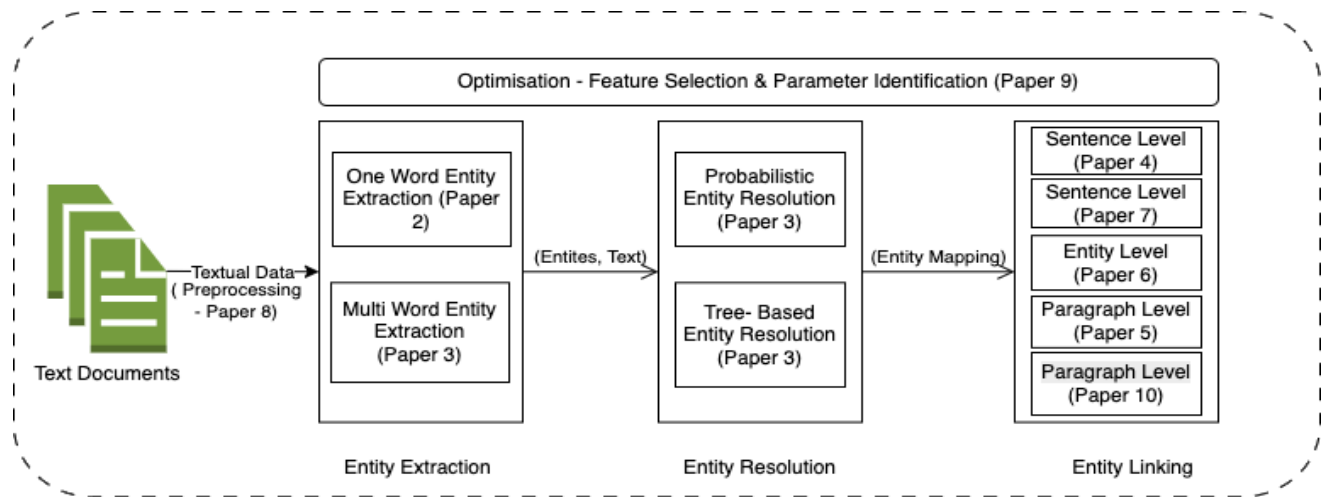 Optimisation - Feature Selection & Parameter Identification (Paper 9)
One Word Entity
Extraction (Paper
2)
Multi Word Entity
Extraction
(Paper 3)
Probabilistic
Entity Resolution
(Paper 3)
Tree- Based
Entity Resolution
(Paper 3)
Sentence Level
(Paper 4)
Sentence Level
(Paper 7)
Entity Level
(Paper 6)
Paragraph Level
(Paper 5)
Paragraph Level
(Paper 10)
Textual Data
( Preprocessing
- Paper 8)
(Entites, Text)
(Entity Mapping)
Text Documents
Entity Extraction
Entity Resolution
Entity Linking